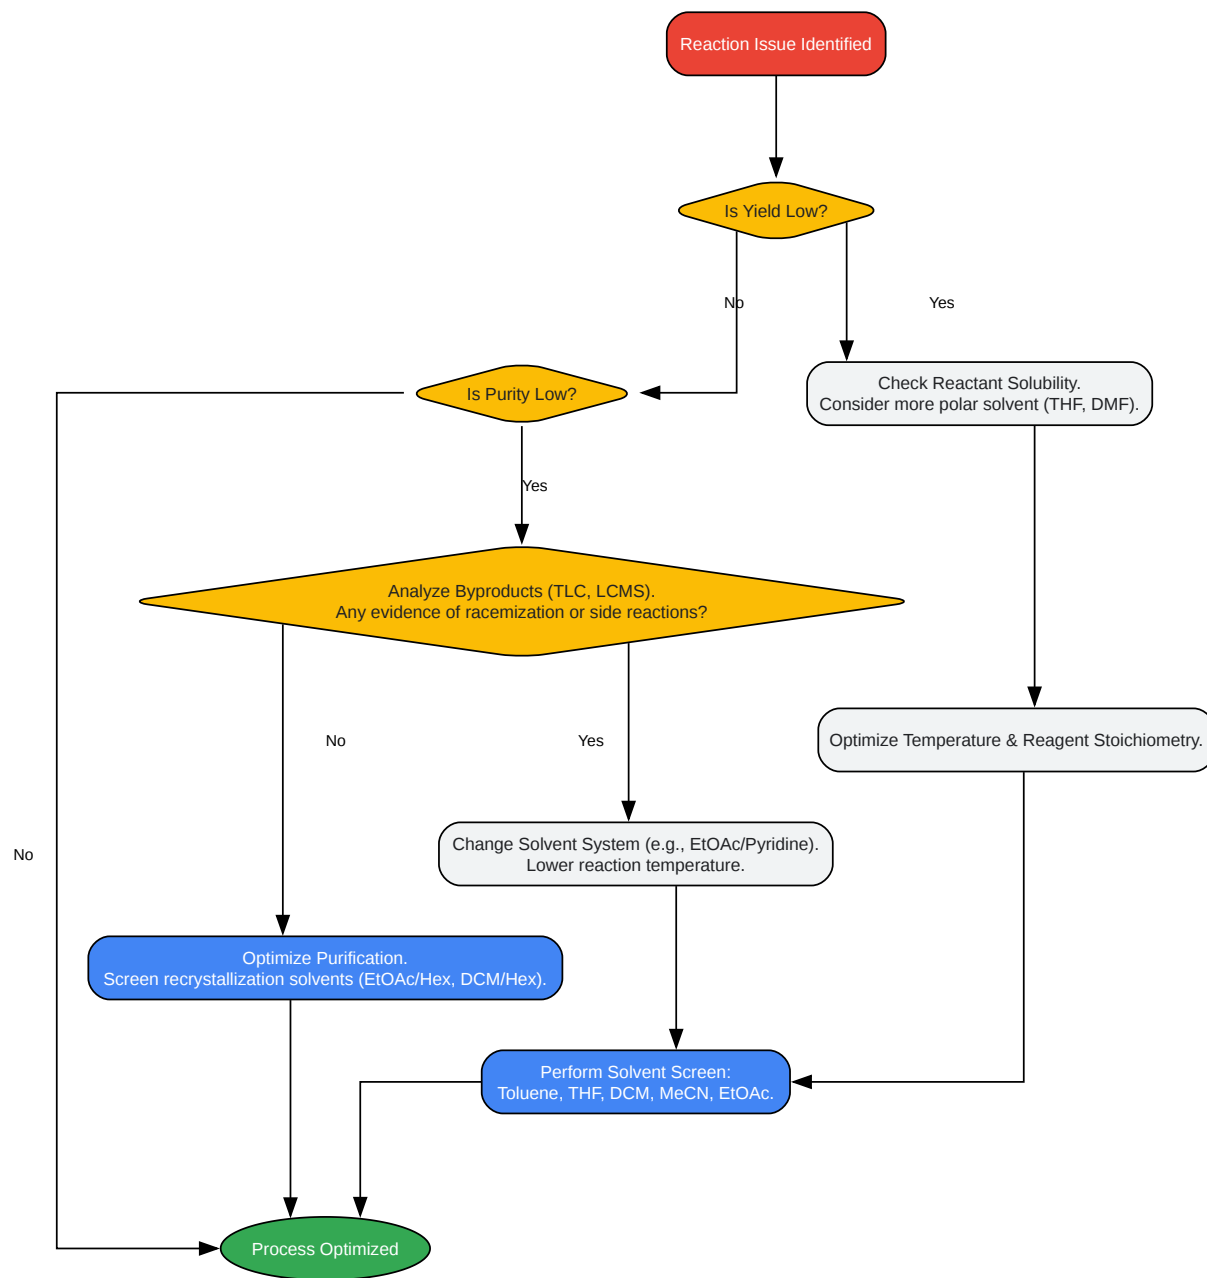 Reaction Issue Identified
Is Yield Low?
No
Yes
Is Purity Low?
Check Reactant Solubility.
Consider more polar solvent (THF, DMF).
Yes
Analyze Byproducts (TLC, LCMS).
Any evidence of racemization or side reactions?
No
Yes
Optimize Temperature & Reagent Stoichiometry.
Change Solvent System (e.g., EtOAc/Pyridine).
Lower reaction temperature.
No
Optimize Purification.
Screen recrystallization solvents (EtOAc/Hex, DCM/Hex).
Perform Solvent Screen:
Toluene, THF, DCM, MeCN, EtOAc.
Process Optimized